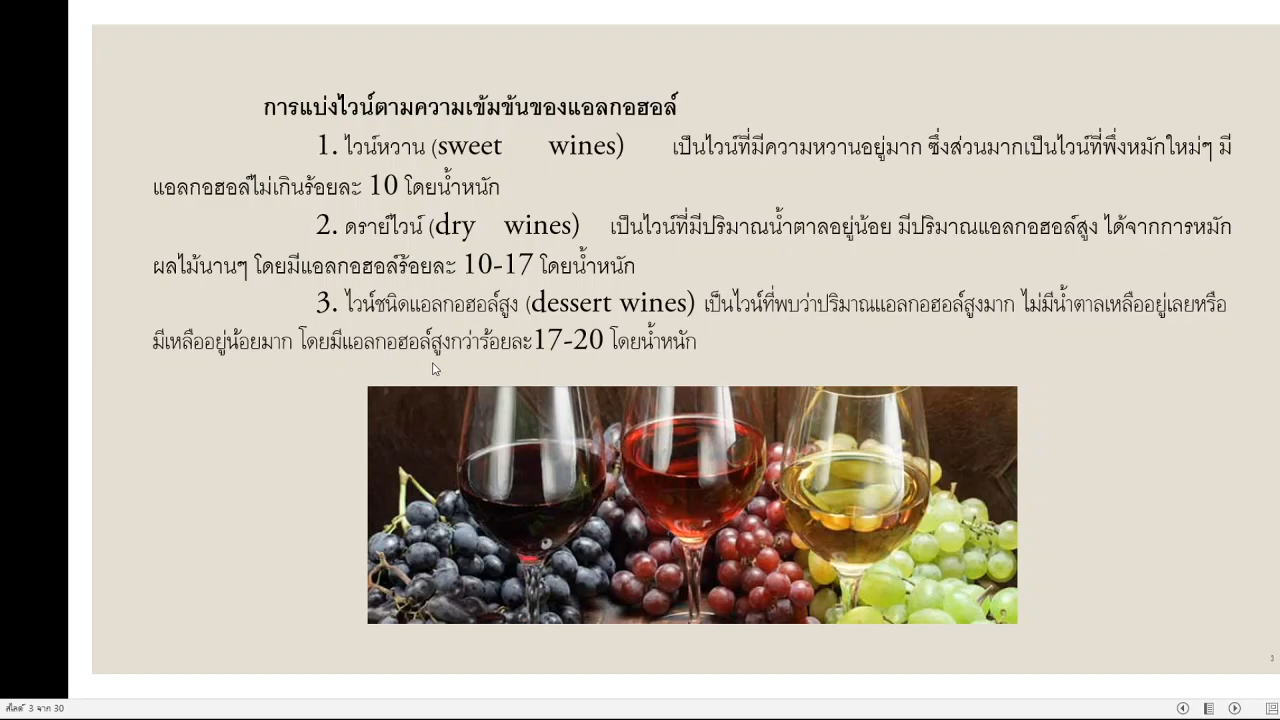 การแบ่งไวน์ตามความเข้มข้นของแอลกอฮอล์
1. ไวน์หวาน (sweet wines) เป็นไวน์ที่มีความหวานอยู่มาก ซึ่งส่วนมากเป็นไวน์ที่พึ่งหมักใหม่ๆ มี
แอลกอฮอล์ไม่เกินร้อยละ 10 โดยน้ำหนัก
2. ดรายไวน์ (dry wines) เป็นไวน์ที่มีปริมาณน้ำตาลอยู่น้อย มีปริมาณแอลกอฮอล์สูง ได้จากการหมัก
ผลไม้นานๆ โดยมีแอลกอฮอล์ร้อยละ 10-17 โดยน้ำหนัก
3. ไวน์ชนิดแอลกอฮอล์สูง (dessert wines) เป็นไวน์ที่พบว่าปริมาณแอลกอฮอล์สูงมาก ไม่มีน้ำตาลเหลืออยู่เลยหรือ
มีเหลืออยู่น้อยมาก โดยมีแอลกอฮอล์สูงกว่าร้อยละ17-20 โดยน้ำหนัก
3
สไลด์ 3 จาก 30